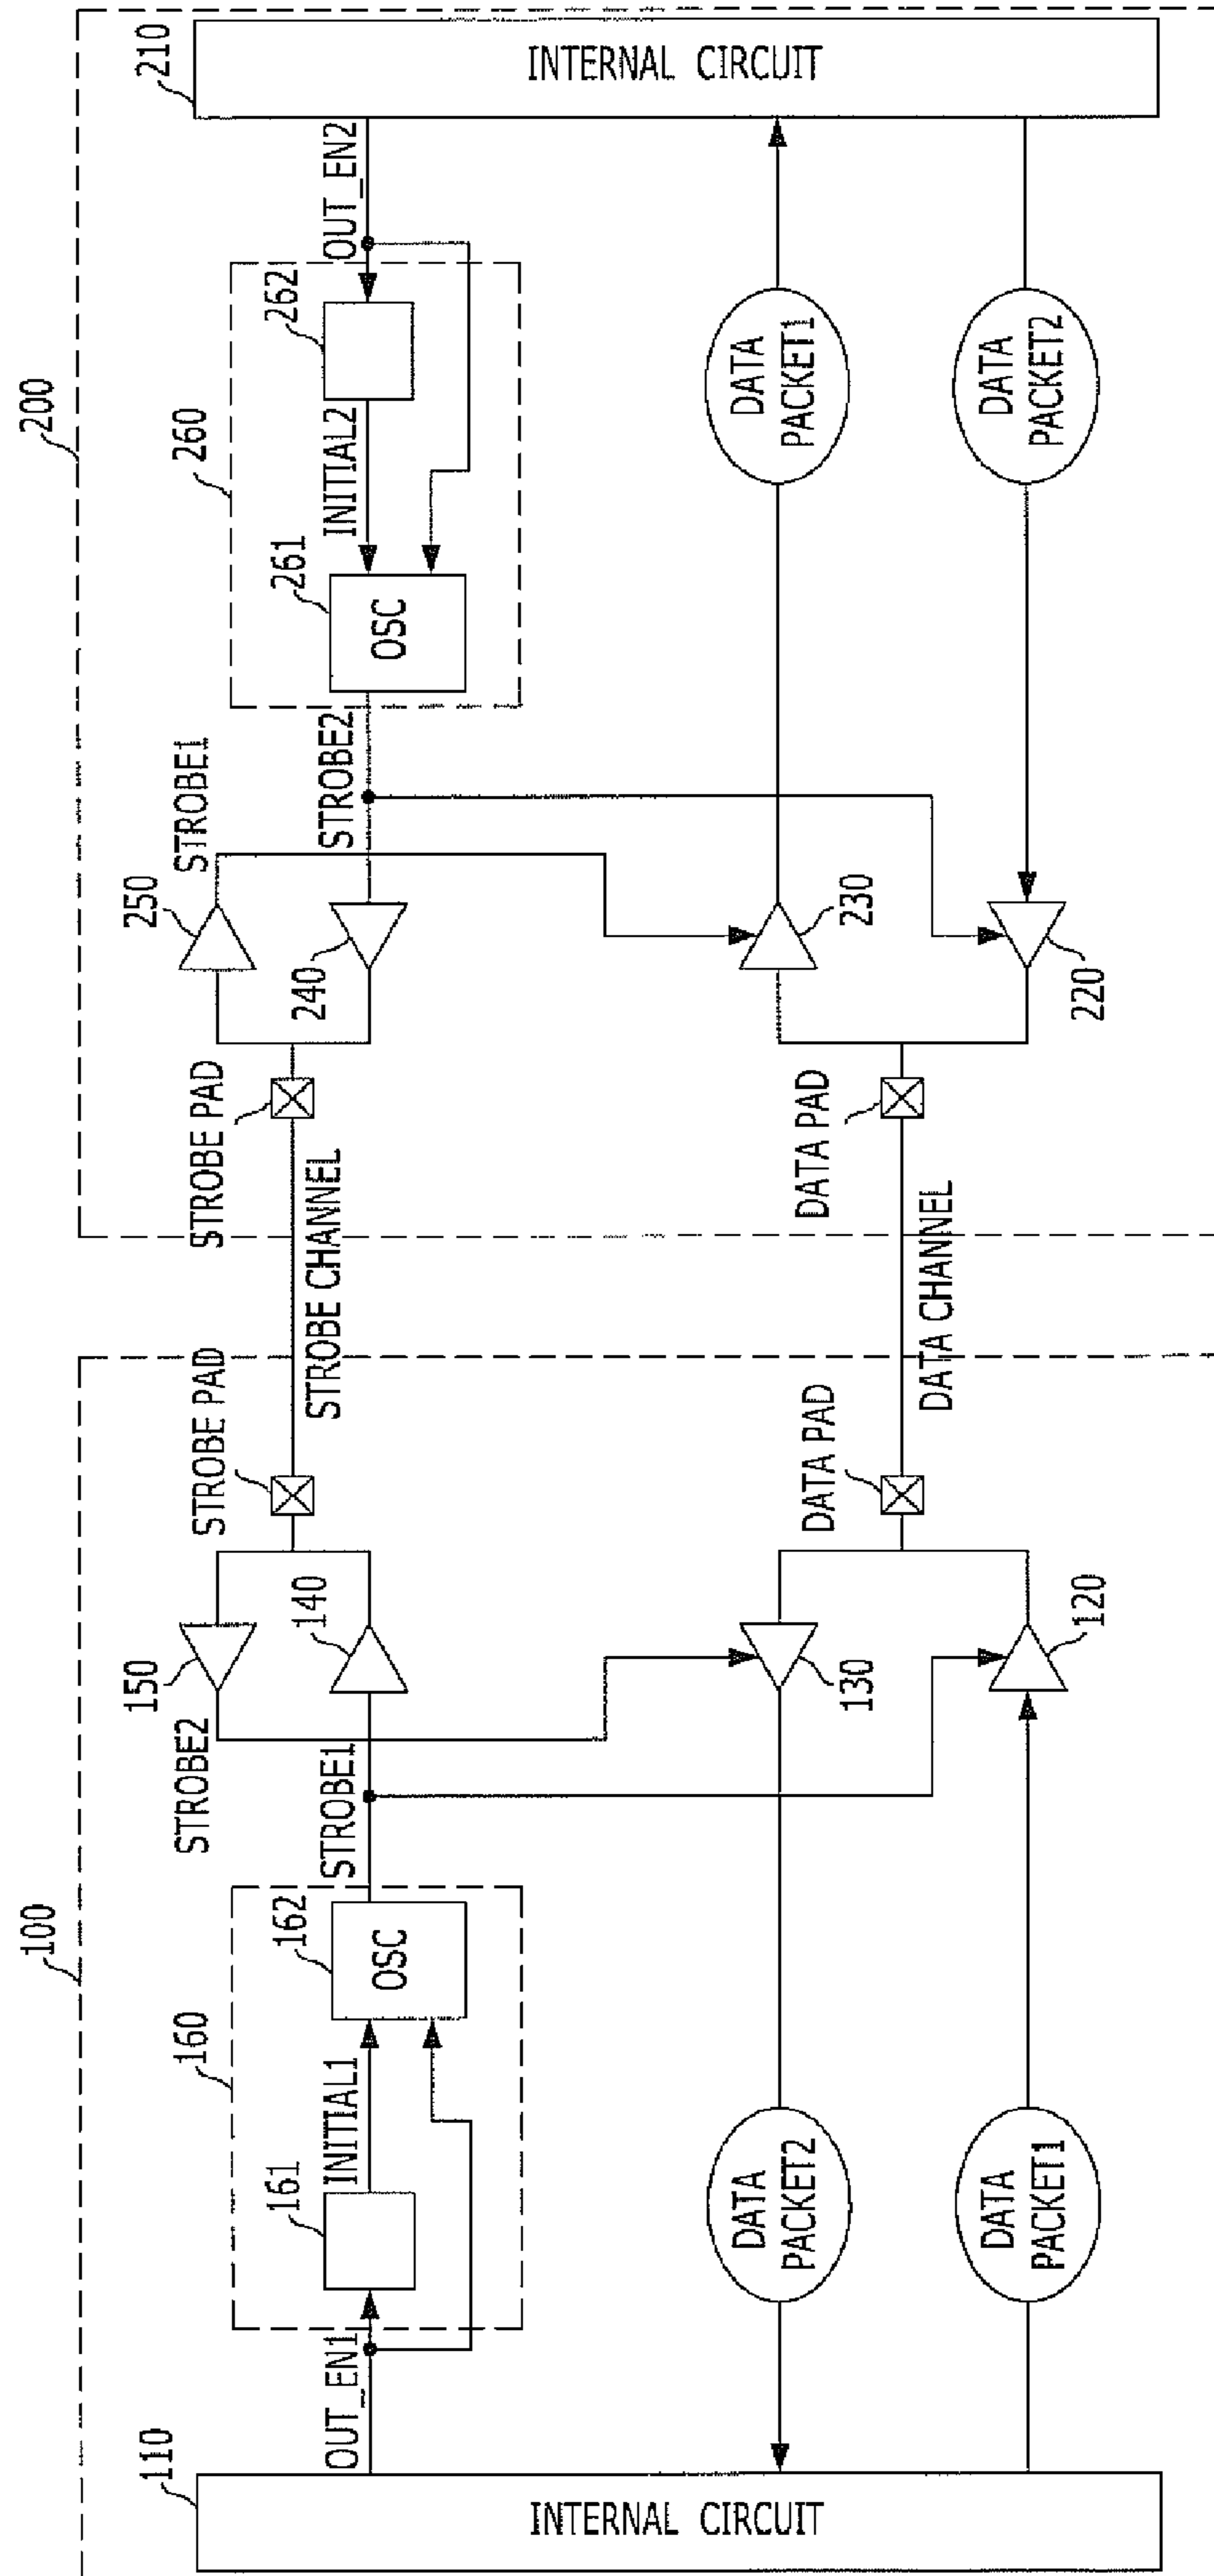 100
200
110
INTERNAL CIRCUIT
OUT_EN1
160
161
INITIAL1
162
OSC
STROBE2
STROBE1
150
140
STROBE PAD
STROBE CHANNEL
DATA
PACKET2
DATA
PACKET1
130
120
DATA PAD
DATA CHANNEL
STROBE PAD
250
240
STROBE1
STROBE2
260
261
OSC
INITIAL2
262
OUT_EN2
210
INTERNAL CIRCUIT
DATA PAD
230
220
DATA
PACKET1
DATA
PACKET2